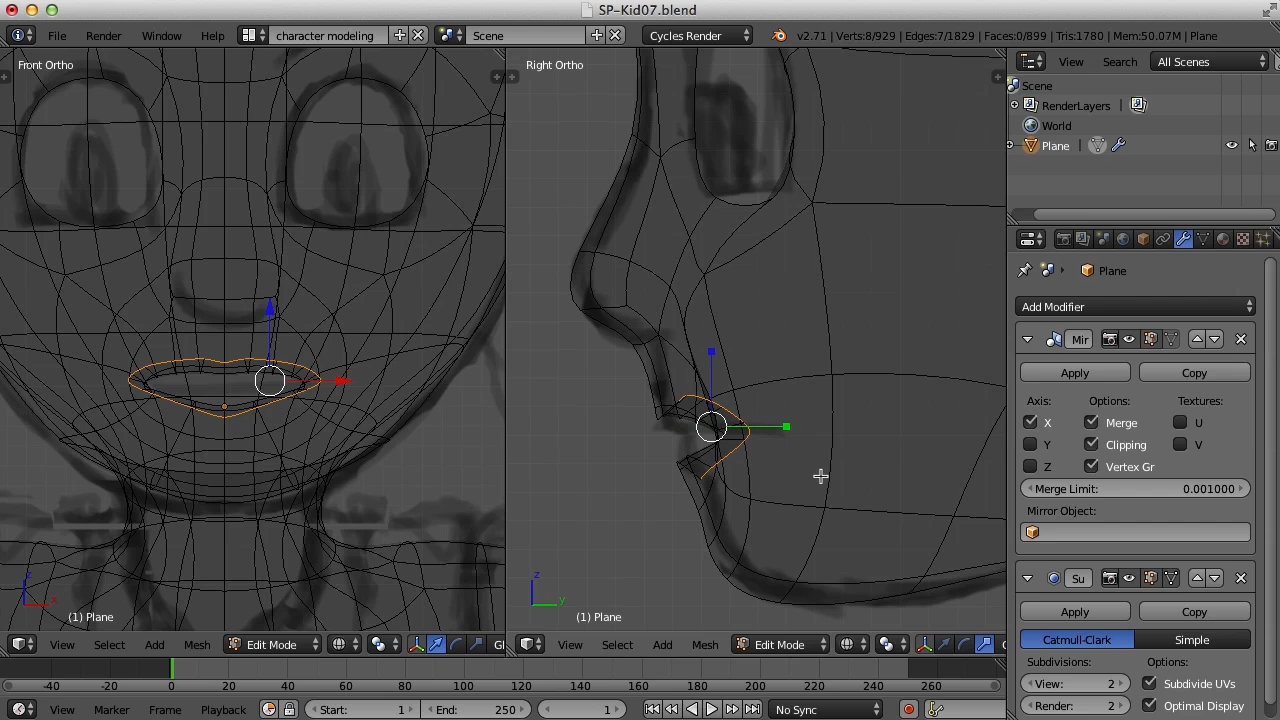 SP-Kid07.blend
File Render Window Help character modeling Scene Cycles Render v2.71 | Verts:8/929 | Edges:7/1829 | Faces:0/899 | Tris:1780 | Mem:50.07M | Plane
Front Ortho
Right Ortho
View Search All Scenes
Scene
RenderLayers |
World
Plane |
Plane
Add Modifier
Mir
Apply Copy
Axis: Options: Textures:
X Merge U
Y Clipping V
Z Vertex Gr
Merge Limit: 0.001000
Mirror Object:
Su
Apply Copy
Catmull-Clark Simple
Subdivisions: Options:
View: 2 Subdivide UVs
Render: 2 Optimal Display
z
x
(1) Plane
z
y
(1) Plane
View Select Add Mesh Edit Mode Gl
View Select Add Mesh Edit Mode
-40 -20 0 20 40 60 80 100 120 140 160 180 200 220 240 260
View Marker Frame Playback Start: 1 End: 250 1 No Sync